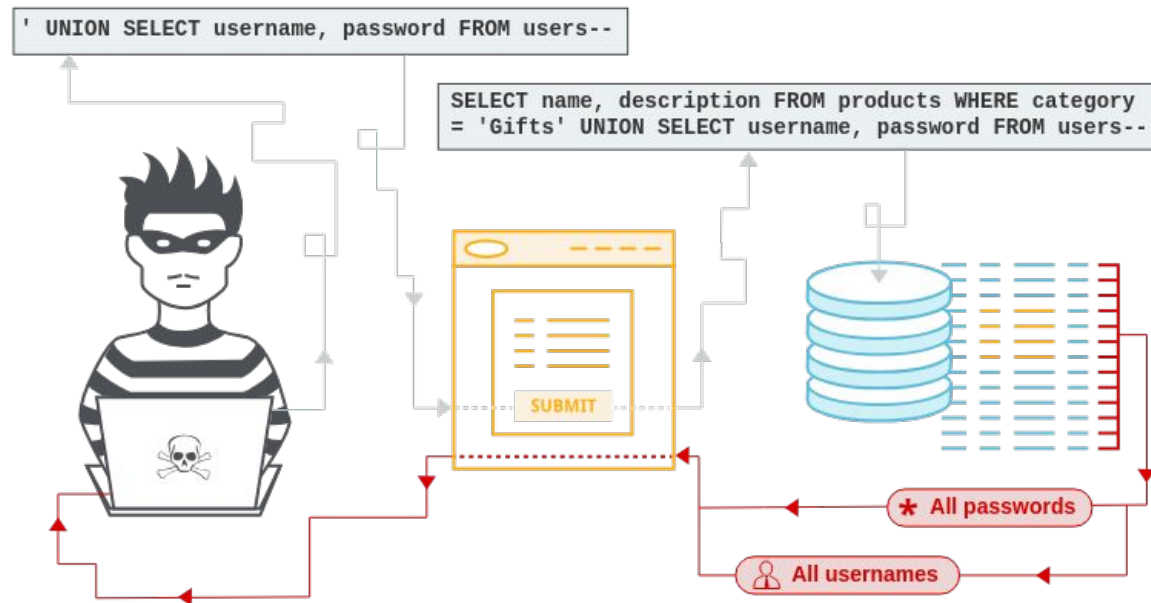 ' UNION SELECT username, password FROM users--
SELECT name, description FROM products WHERE category
= 'Gifts' UNION SELECT username, password FROM users--
SUBMIT
* All passwords
All usernames